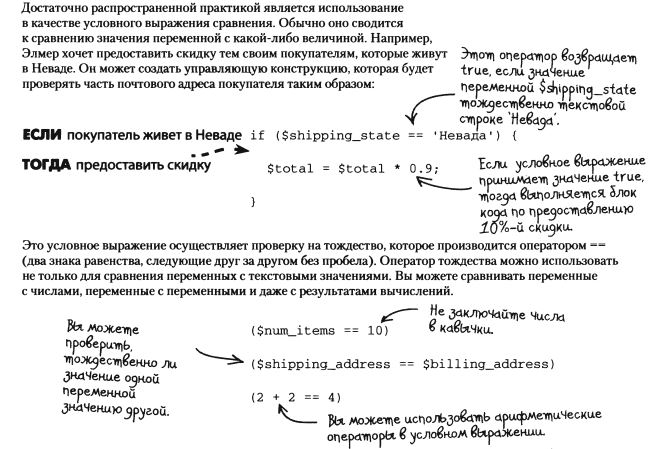 Достаточно распространенной практикой является использование
в качестве условного выражения сравнения. Обычно оно сводится
к сравнению значения переменной с какой-либо величиной. Например,
Элмер хочет предоставить скидку тем своим покупателям, которые живут
в Неваде. Он может создать управляющую конструкцию, которая будет
проверять часть почтового адреса покупателя таким образом:
Этот оператор возвращает
true, если значение
переменной $shipping_state
тождественно текстовой
строке 'Невада'.
ЕСЛИ покупатель живет в Неваде if ($shipping_state == 'Невада') {
ТОГДА предоставить скидку $total = $total * 0.9;
}
Если условное выражение
принимает значение true,
тогда выполняется блок
кода по предоставлению
10%-й скидки.
Это условное выражение осуществляет проверку на тождество, которое производится оператором ==
(два знака равенства, следующие друг за другом без пробела). Оператор тождества можно использовать
не только для сравнения переменных с текстовыми значениями. Вы можете сравнивать переменные
с числами, переменные с переменными и даже с результатами вычислений.
Вы можете
проверить,
тождественно ли
значение одной
переменной
значению другой.
($num_items == 10)
Не заключайте числа
в кавычки.
($shipping_address == $billing_address)
(2 + 2 == 4)
Вы можете использовать арифметические
операторы в условном выражении.